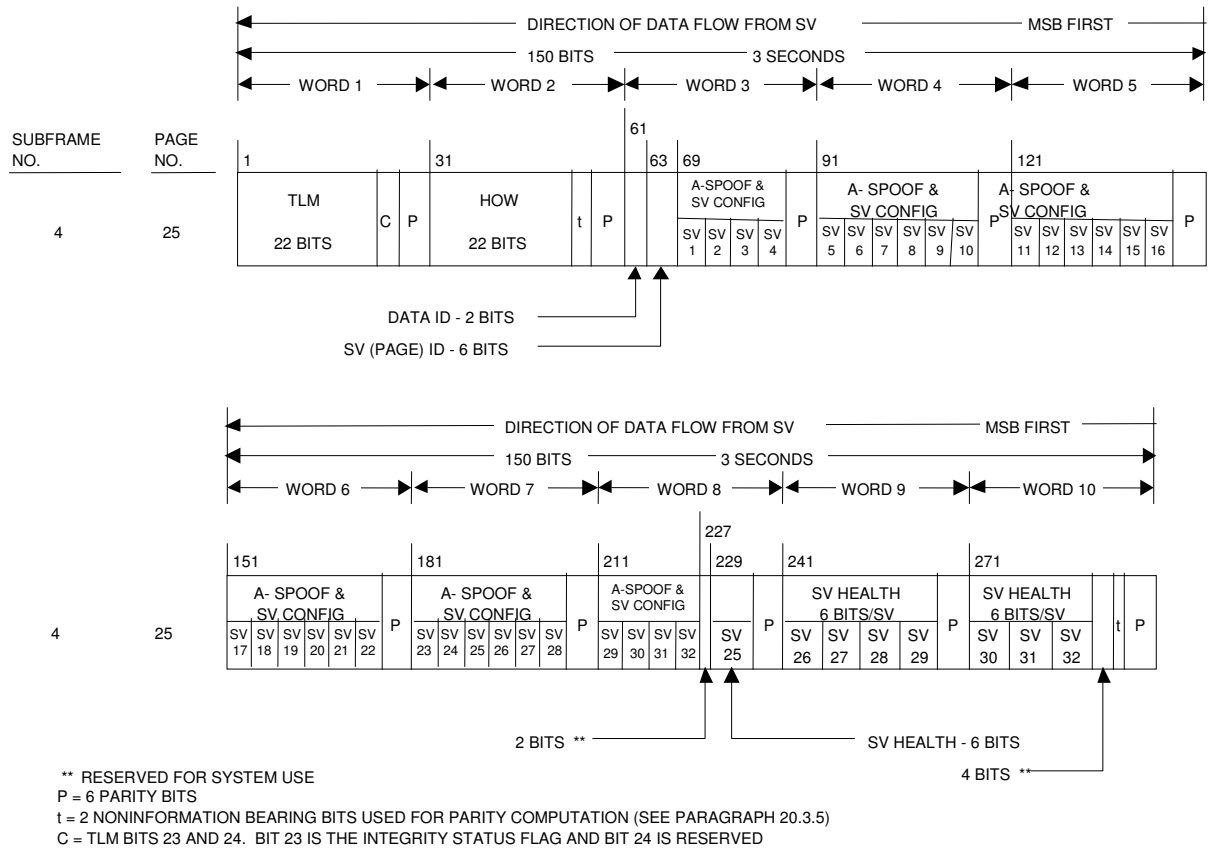 DIRECTION OF DATA FLOW FROM SV MSB FIRST
150 BITS 3 SECONDS
WORD 1 WORD 2 WORD 3 WORD 4 WORD 5
SUBFRAME NO. PAGE NO.
1 31 61 63 69 91 121
4 25
TLM 22 BITS C P
HOW 22 BITS t P
A-SPOOF & SV CONFIG
SV 1 SV 2 SV 3 SV 4 P
A- SPOOF & SV CONFIG
SV 5 SV 6 SV 7 SV 8 SV 9 SV 10 P
A- SPOOF & SV CONFIG
SV 11 SV 12 SV 13 SV 14 SV 15 SV 16 P
DATA ID - 2 BITS
SV (PAGE) ID - 6 BITS
DIRECTION OF DATA FLOW FROM SV MSB FIRST
150 BITS 3 SECONDS
WORD 6 WORD 7 WORD 8 WORD 9 WORD 10
151 181 211 227 229 241 271
4 25
A- SPOOF & SV CONFIG
SV 17 SV 18 SV 19 SV 20 SV 21 SV 22 P
A- SPOOF & SV CONFIG
SV 23 SV 24 SV 25 SV 26 SV 27 SV 28 P
A-SPOOF & SV CONFIG
SV 29 SV 30 SV 31 SV 32
SV 25 P
SV HEALTH 6 BITS/SV
SV 26 SV 27 SV 28 SV 29 P
SV HEALTH 6 BITS/SV
SV 30 SV 31 SV 32 t P
2 BITS ** SV HEALTH - 6 BITS
4 BITS **
** RESERVED FOR SYSTEM USE
P = 6 PARITY BITS
t = 2 NONINFORMATION BEARING BITS USED FOR PARITY COMPUTATION (SEE PARAGRAPH 20.3.5)
C = TLM BITS 23 AND 24. BIT 23 IS THE INTEGRITY STATUS FLAG AND BIT 24 IS RESERVED